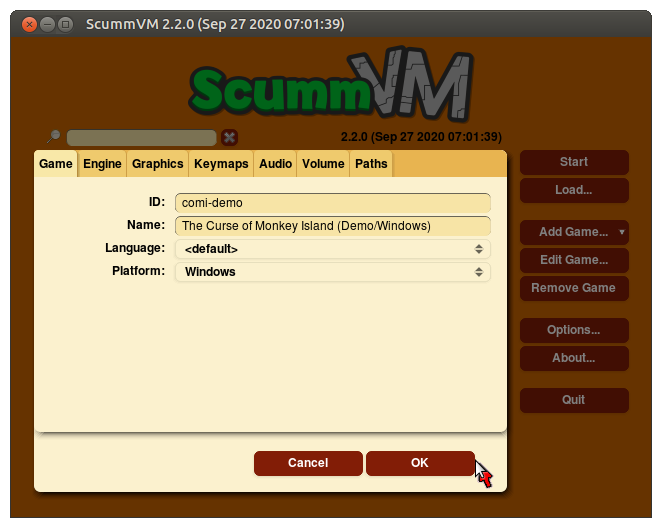 ScummVM 2.2.0 (Sep 27 2020 07:01:39)
ScummVM
2.2.0 (Sep 27 2020 07:01:39)
Game Engine Graphics Keymaps Audio Volume Paths
ID: comi-demo
Name: The Curse of Monkey Island (Demo/Windows)
Language: <default>
Platform: Windows
Cancel OK
Start
Load...
Add Game...
Edit Game...
Remove Game
Options...
About...
Quit